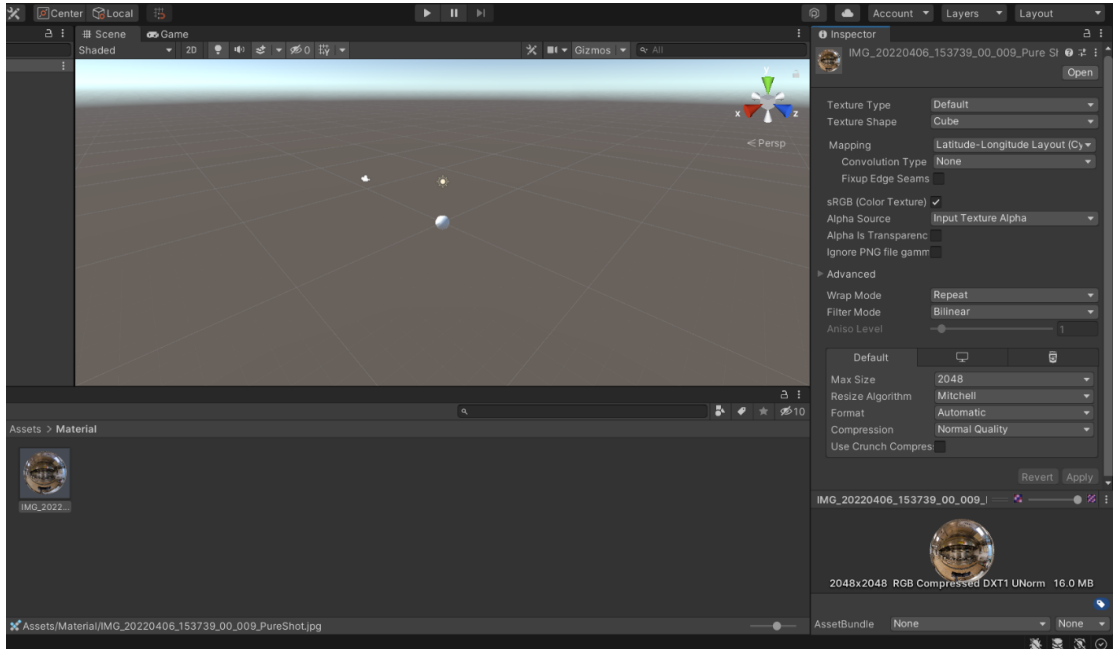 Center Local Account Layers Layout
Scene Game
Shaded 2D 0 Gizmos All
y
x z
Persp
Inspector
IMG_20220406_153739_00_009_Pure
Open
Texture Type Default
Texture Shape Cube
Mapping Latitude-Longitude Layout (Cy
Convolution Type None
Fixup Edge Seams
sRGB (Color Texture)
Alpha Source Input Texture Alpha
Alpha Is Transparenc
Ignore PNG file gamm
Advanced
Wrap Mode Repeat
Filter Mode Bilinear
Aniso Level 1
Default
Max Size 2048
Resize Algorithm Mitchell
Format Automatic
Compression Normal Quality
Use Crunch Compres
Revert Apply
IMG_20220406_153739_00_009_
2048x2048 RGB Compressed DXT1 UNorm 16.0 MB
AssetBundle None None
10
Assets > Material
IMG_2022...
Assets/Material/IMG_20220406_153739_00_009_PureShot.jpg